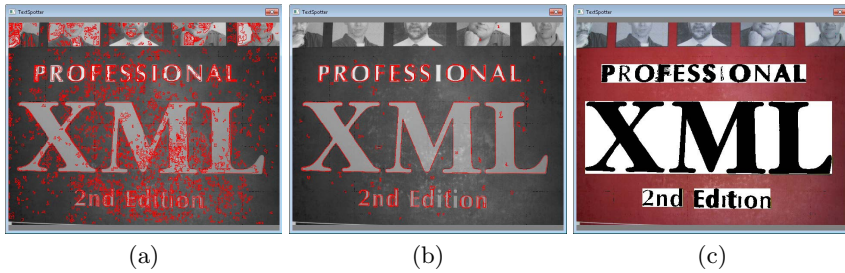 TextSpotter
PROFESSIONAL
XML
2nd Edition
(a)
TextSpotter
PROFESSIONAL
XML
2nd Edition
(b)
TextSpotter
PROFESSIONAL
XML
2nd Edition
(c)